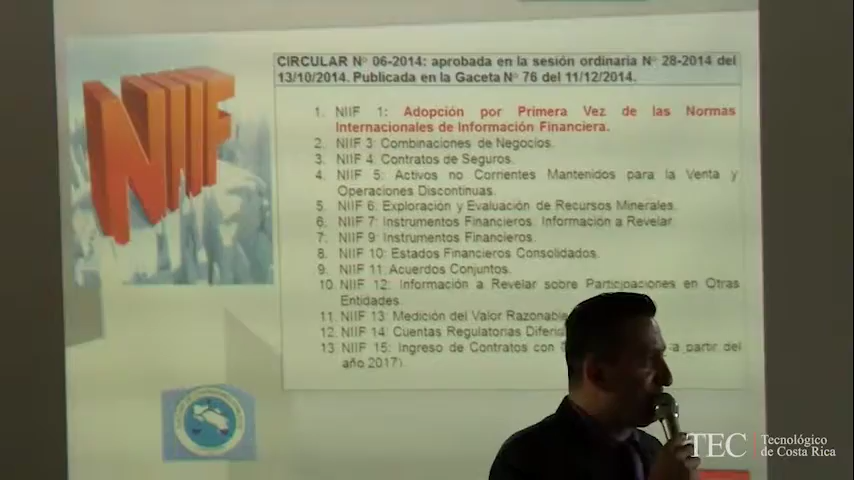 NIIF
CIRCULAR N° 06-2014: aprobada en la sesión ordinaria N° 28-2014 del
13/10/2014. Publicada en la Gaceta N° 76 del 11/12/2014.
1. NIIF 1: Adopción por Primera Vez de las Normas
Internacionales de Información Financiera.
2. NIIF 3: Combinaciones de Negocios.
3. NIIF 4: Contratos de Seguros.
4. NIIF 5: Activos no Corrientes Mantenidos para la Venta y
Operaciones Discontinuas.
5. NIIF 6: Exploración y Evaluación de Recursos Minerales.
6. NIIF 7: Instrumentos Financieros. Información a Revelar
7. NIIF 9: Instrumentos Financieros.
8. NIIF 10: Estados Financieros Consolidados.
9. NIIF 11. Acuerdos Conjuntos.
10. NIIF 12: Información a Revelar sobre Participaciones en Otras
Entidades.
11. NIIF 13: Medición del Valor Razonable
12. NIIF 14: Cuentas Regulatorias
13. NIIF 15: Ingreso de Contratos con a partir del
año 2017)
TEC Tecnológico
de Costa Rica